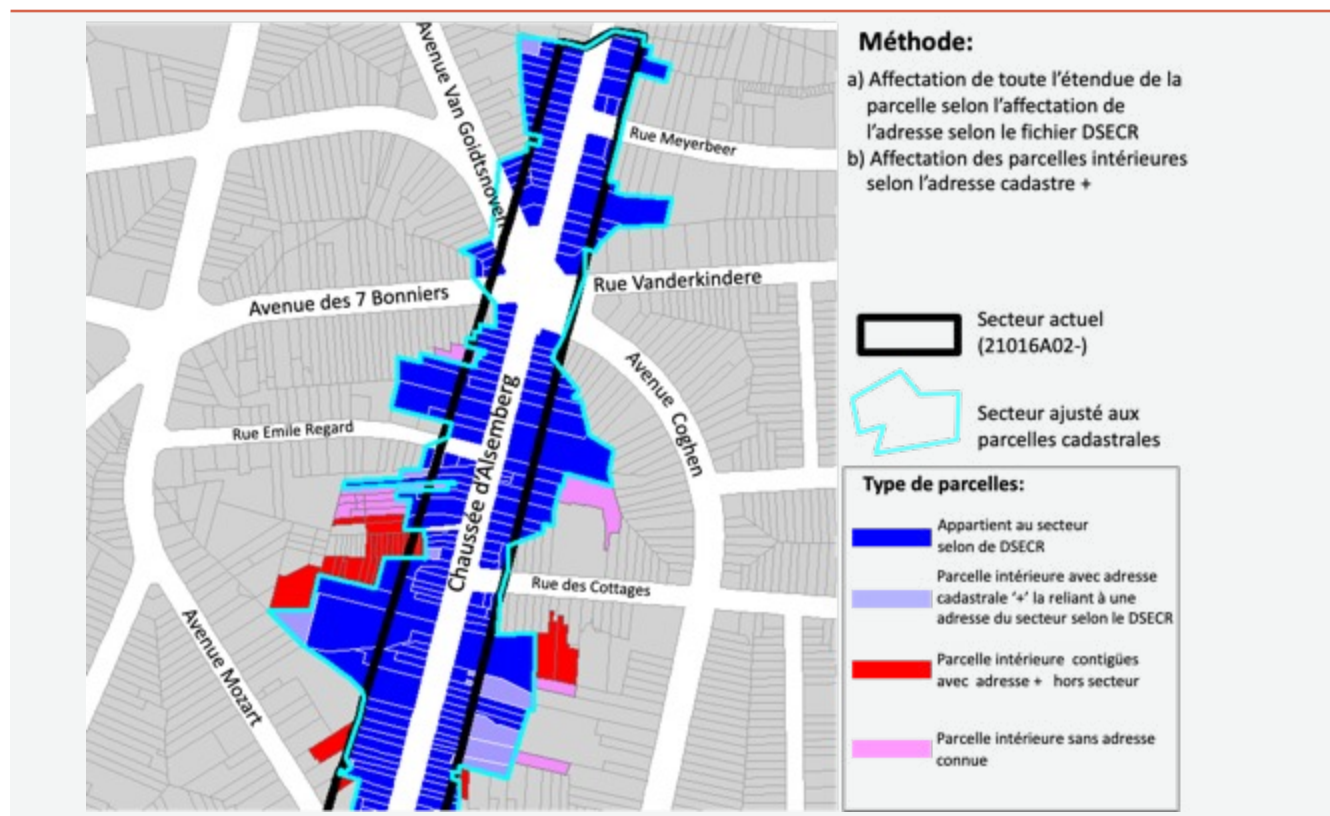 Méthode:
a) Affectation de toute l'étendue de la
parcelle selon l'affectation de
l'adresse selon le fichier DSECR
b) Affectation des parcelles intérieures
selon l'adresse cadastre +
Avenue Van Goidtsnoven
Rue Meyerbeer
Avenue des 7 Bonniers
Rue Vanderkindere
Avenue Coghen
Rue Emile Regard
Chaussée d'Alsemberg
Rue des Cottages
Avenue Mozart
Secteur actuel
(21016A02-)
Secteur ajusté aux
parcelles cadastrales
Type de parcelles:
Appartient au secteur
selon de DSECR
Parcelle intérieure avec adresse
cadastrale '+' la reliant à une
adresse du secteur selon le DSECR
Parcelle intérieure contigües
avec adresse + hors secteur
Parcelle intérieure sans adresse
connue